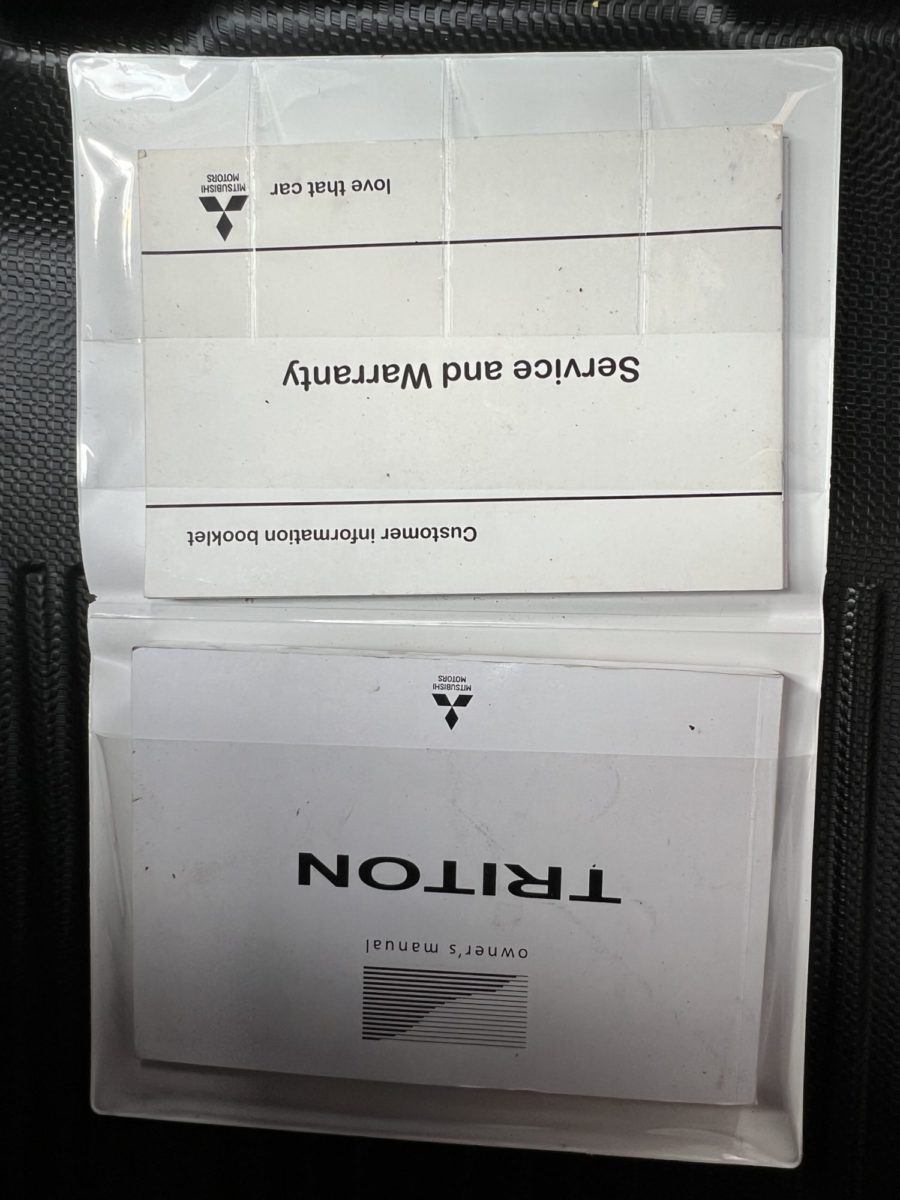 Customer information booklet
Service and Warranty
love that car
MITSUBISHI
MOTORS
owner's manual
TRITON
MITSUBISHI
MOTORS